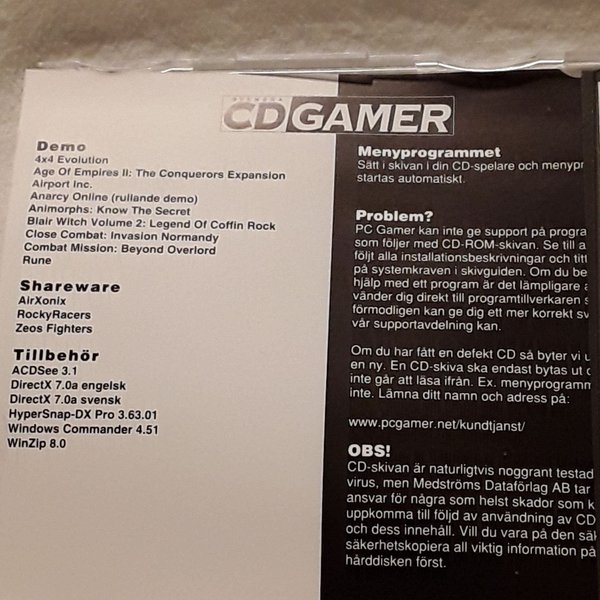 SVENSKA
CDGAMER
Demo
4x4 Evolution
Age Of Empires II: The Conquerors Expansion
Airport Inc.
Anarcy Online (rullande demo)
Animorphs: Know The Secret
Blair Witch Volume 2: Legend Of Coffin Rock
Close Combat: Invasion Normandy
Combat Mission: Beyond Overlord
Rune
Shareware
AirXonix
RockyRacers
Zeos Fighters
Tillbehör
ACDSee 3.1
DirectX 7.0a engelsk
DirectX 7.0a svensk
HyperSnap-DX Pro 3.63.01
Windows Commander 4.51
WinZip 8.0
Menyprogrammet
Sätt i skivan i din CD-spelare och menypr
startas automatiskt.
Problem?
PC Gamer kan inte ge support på progra
som följer med CD-ROM-skivan. Se till a
följt alla installationsbeskrivningar och titt
på systemkraven i skivguiden. Om du be
hjälp med ett program är det lämpligare a
vänder dig direkt till programtillverkaren s
förmodligen kan ge dig ett mer korrekt sv
vår supportavdelning kan.
Om du har fått en defekt CD så byter vi u
en ny. En CD-skiva ska endast bytas ut o
inte går att läsa ifrån. Ex. menyprogramm
inte. Lämna ditt namn och adress på:
www.pcgamer.net/kundtjanst/
OBS!
CD-skivan är naturligtvis noggrant testad
virus, men Medströms Dataförlag AB tar
ansvar för några som helst skador som k
uppkomma till följd av användning av CD
och dess innehåll. Vill du vara på den säk
säkerhetskopiera all viktig information på
hårddisken först.